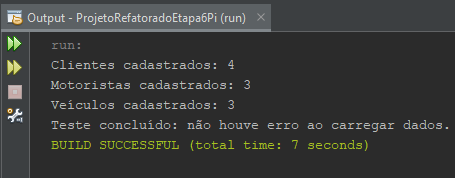 Output - ProjetoRefatoradoEtapa6Pi (run)
run:
Clientes cadastrados: 4
Motoristas cadastrados: 3
Veículos cadastrados: 3
Teste concluído: não houve erro ao carregar dados.
BUILD SUCCESSFUL (total time: 7 seconds)